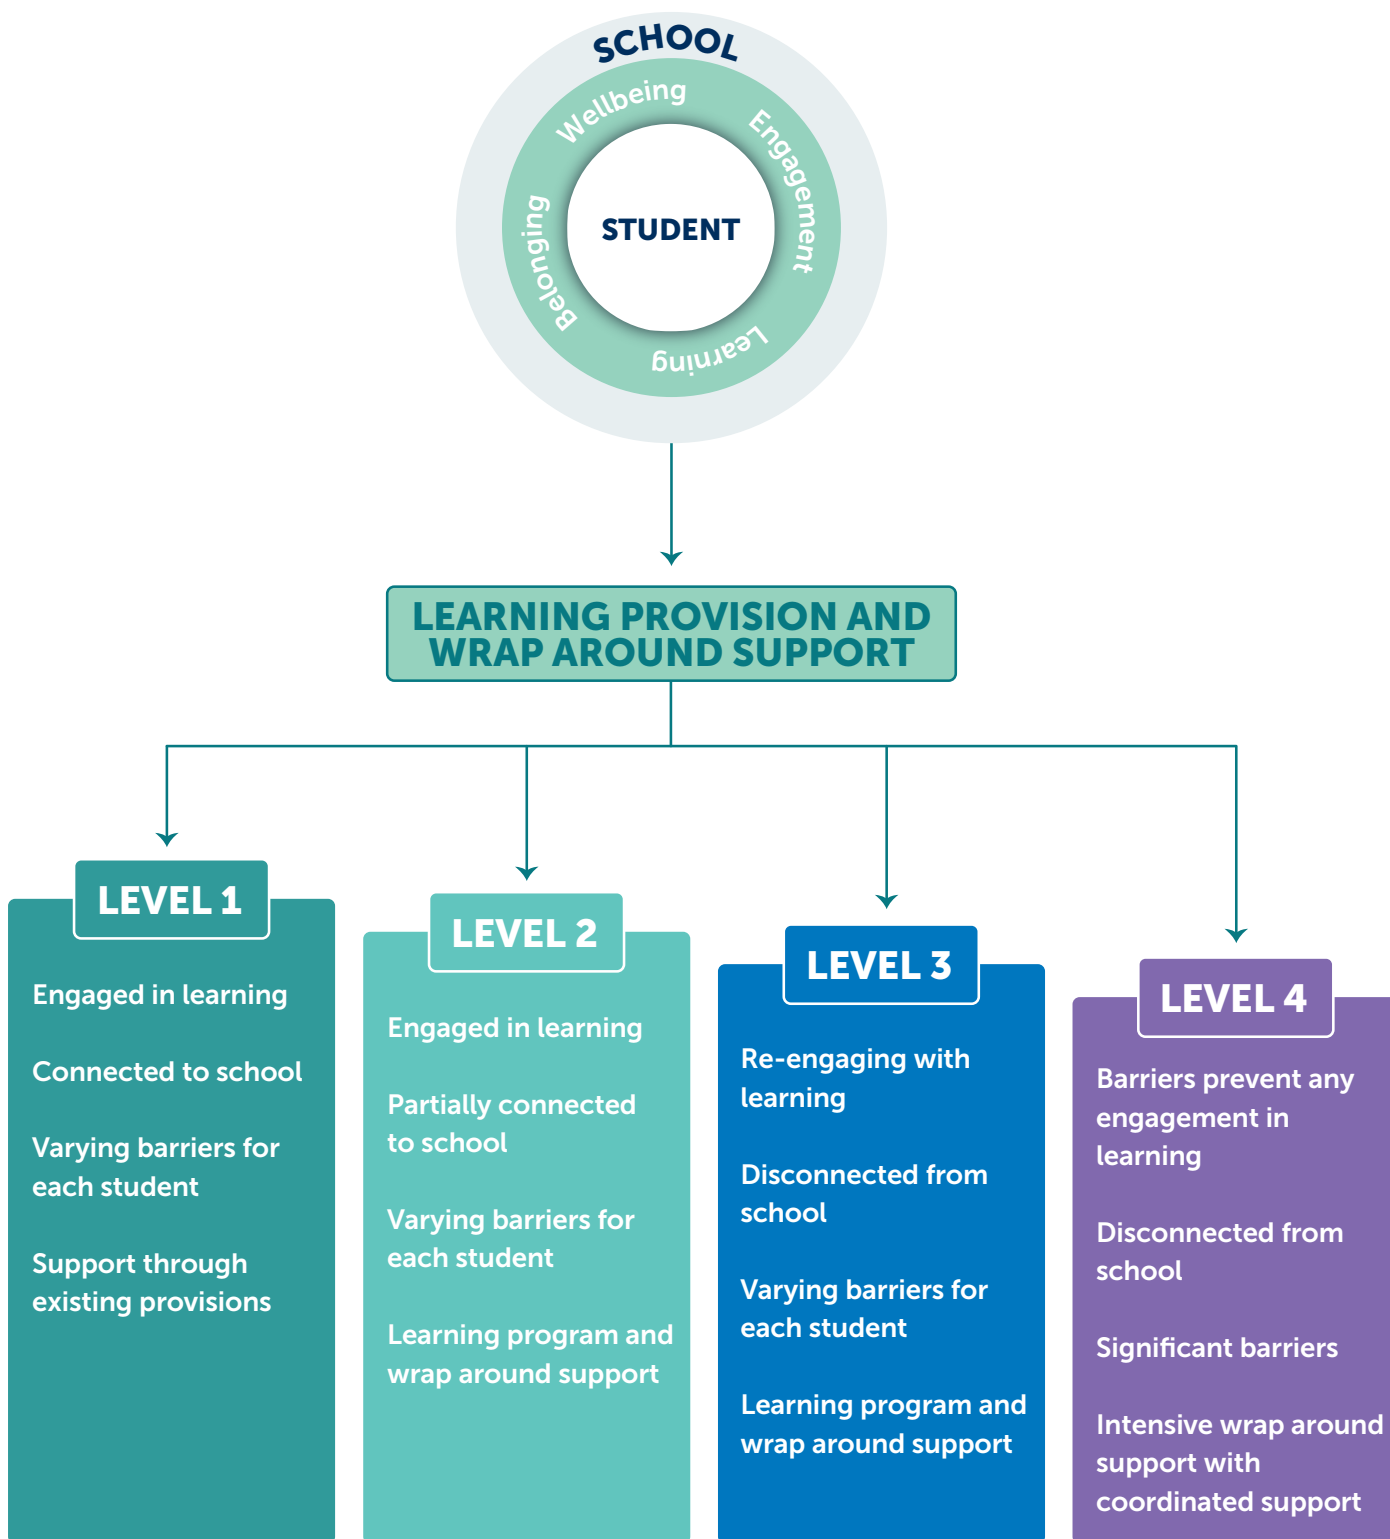 SCHOOL
Wellbeing
Engagement
Belonging
Learning
STUDENT
LEARNING PROVISION AND
WRAP AROUND SUPPORT
LEVEL 1
Engaged in learning
Connected to school
Varying barriers for
each student
Support through
existing provisions
LEVEL 2
Engaged in learning
Partially connected
to school
Varying barriers for
each student
Learning program and
wrap around support
LEVEL 3
Re-engaging with
learning
Disconnected from
school
Varying barriers for
each student
Learning program and
wrap around support
LEVEL 4
Barriers prevent any
engagement in
learning
Disconnected from
school
Significant barriers
Intensive wrap around
support with
coordinated support